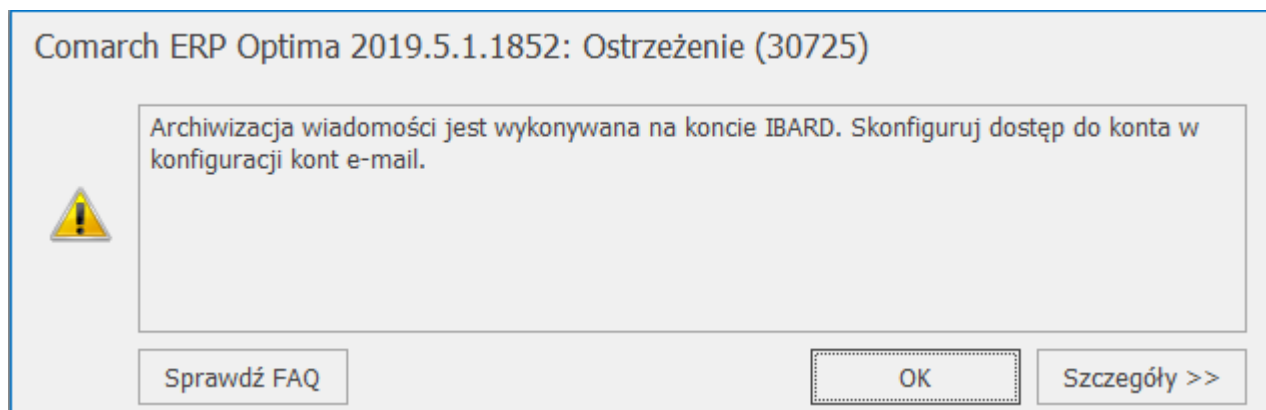 Comarch ERP Optima 2019.5.1.1852: Ostrzeżenie (30725)
Archiwizacja wiadomości jest wykonywana na koncie IBARD. Skonfiguruj dostęp do konta w
konfiguracji kont e-mail.
Sprawdź FAQ
OK
Szczegóły >>